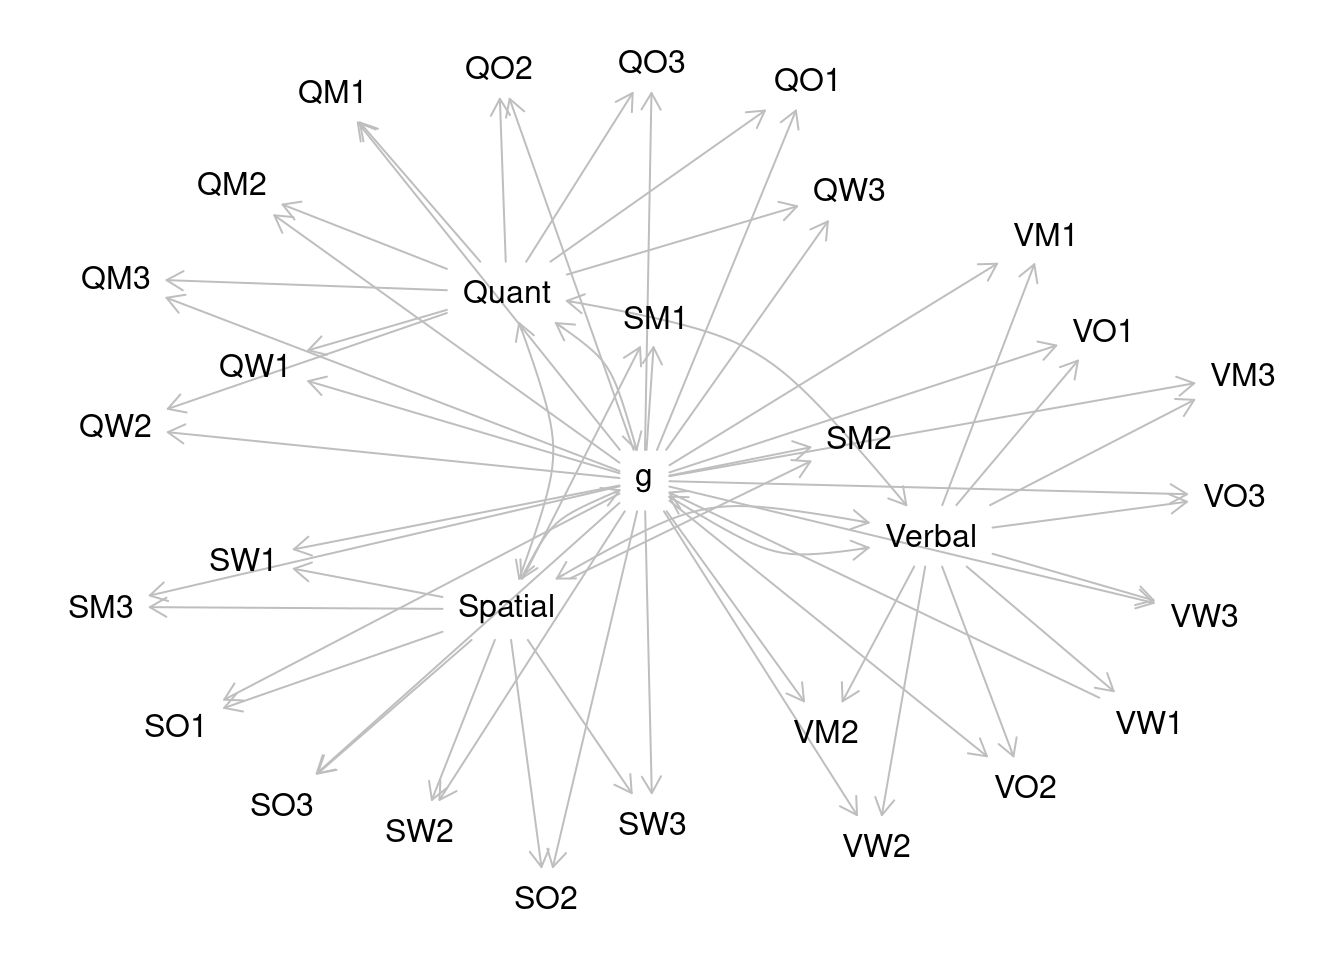 QO3
QO2
QO1
QM1
QM2
QW3
VM1
QM3
Quant
SM1
VO1
QW1
VM3
QW2
SM2
g
VO3
Verbal
SW1
SM3
Spatial
VW3
SO1
VW1
VM2
VO2
SO3
SW2
SW3
VW2
SO2